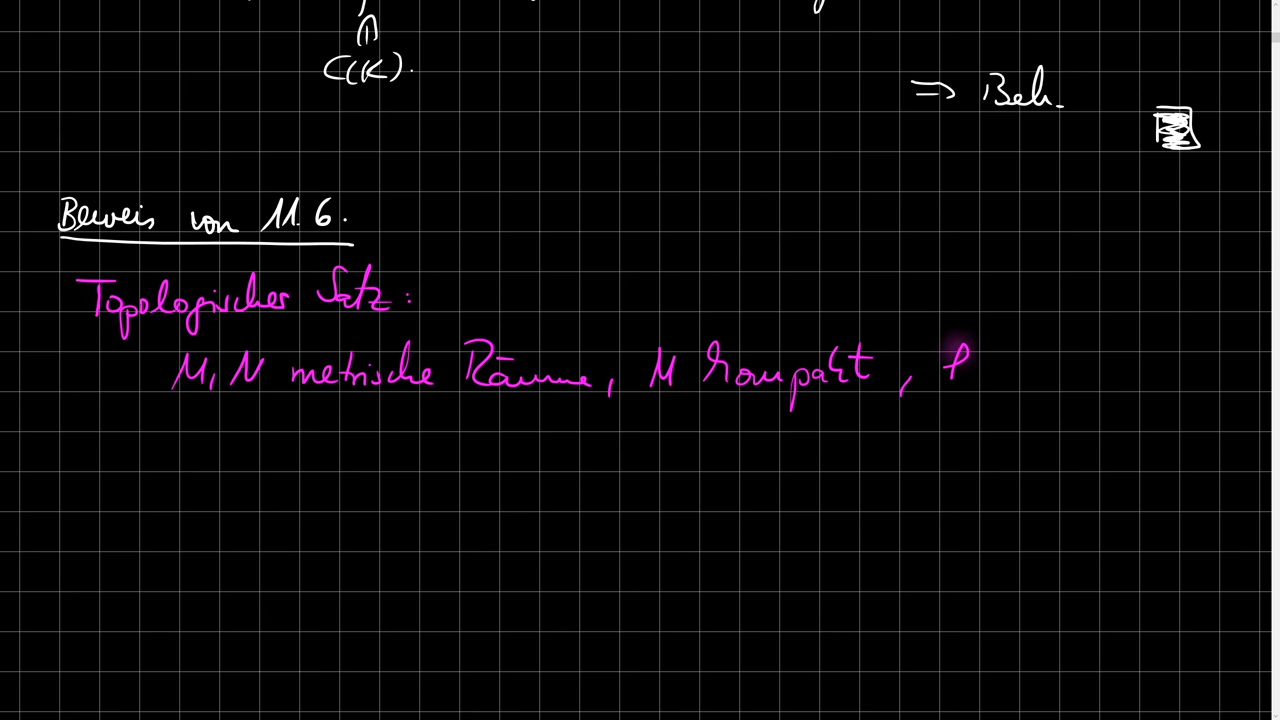 C(K).
⇒ Beh.
Beweis von 11.6.
Topologischer Satz:
M, N metrische Räume, M kompakt, f